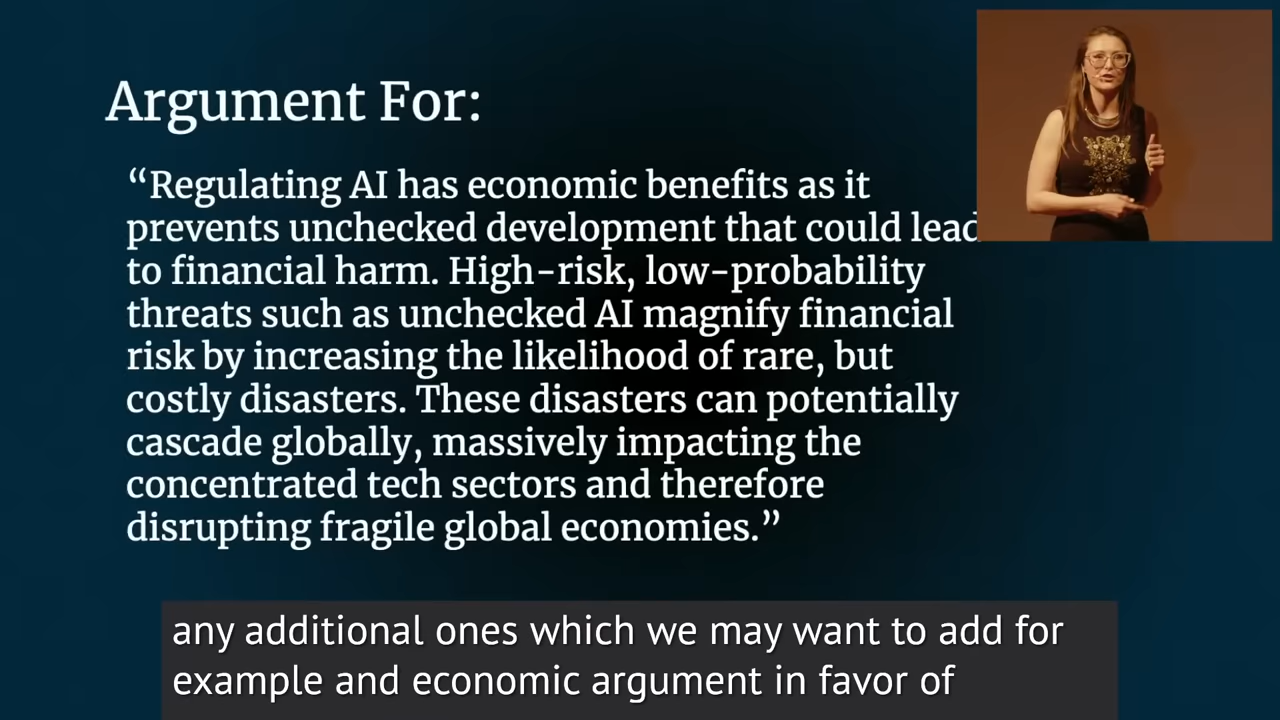 Argument For:
“Regulating AI has economic benefits as it
prevents unchecked development that could lead
to financial harm. High-risk, low-probability
threats such as unchecked AI magnify financial
risk by increasing the likelihood of rare, but
costly disasters. These disasters can potentially
cascade globally, massively impacting the
concentrated tech sectors and therefore
disrupting fragile global economies.”
any additional ones which we may want to add for
example and economic argument in favor of